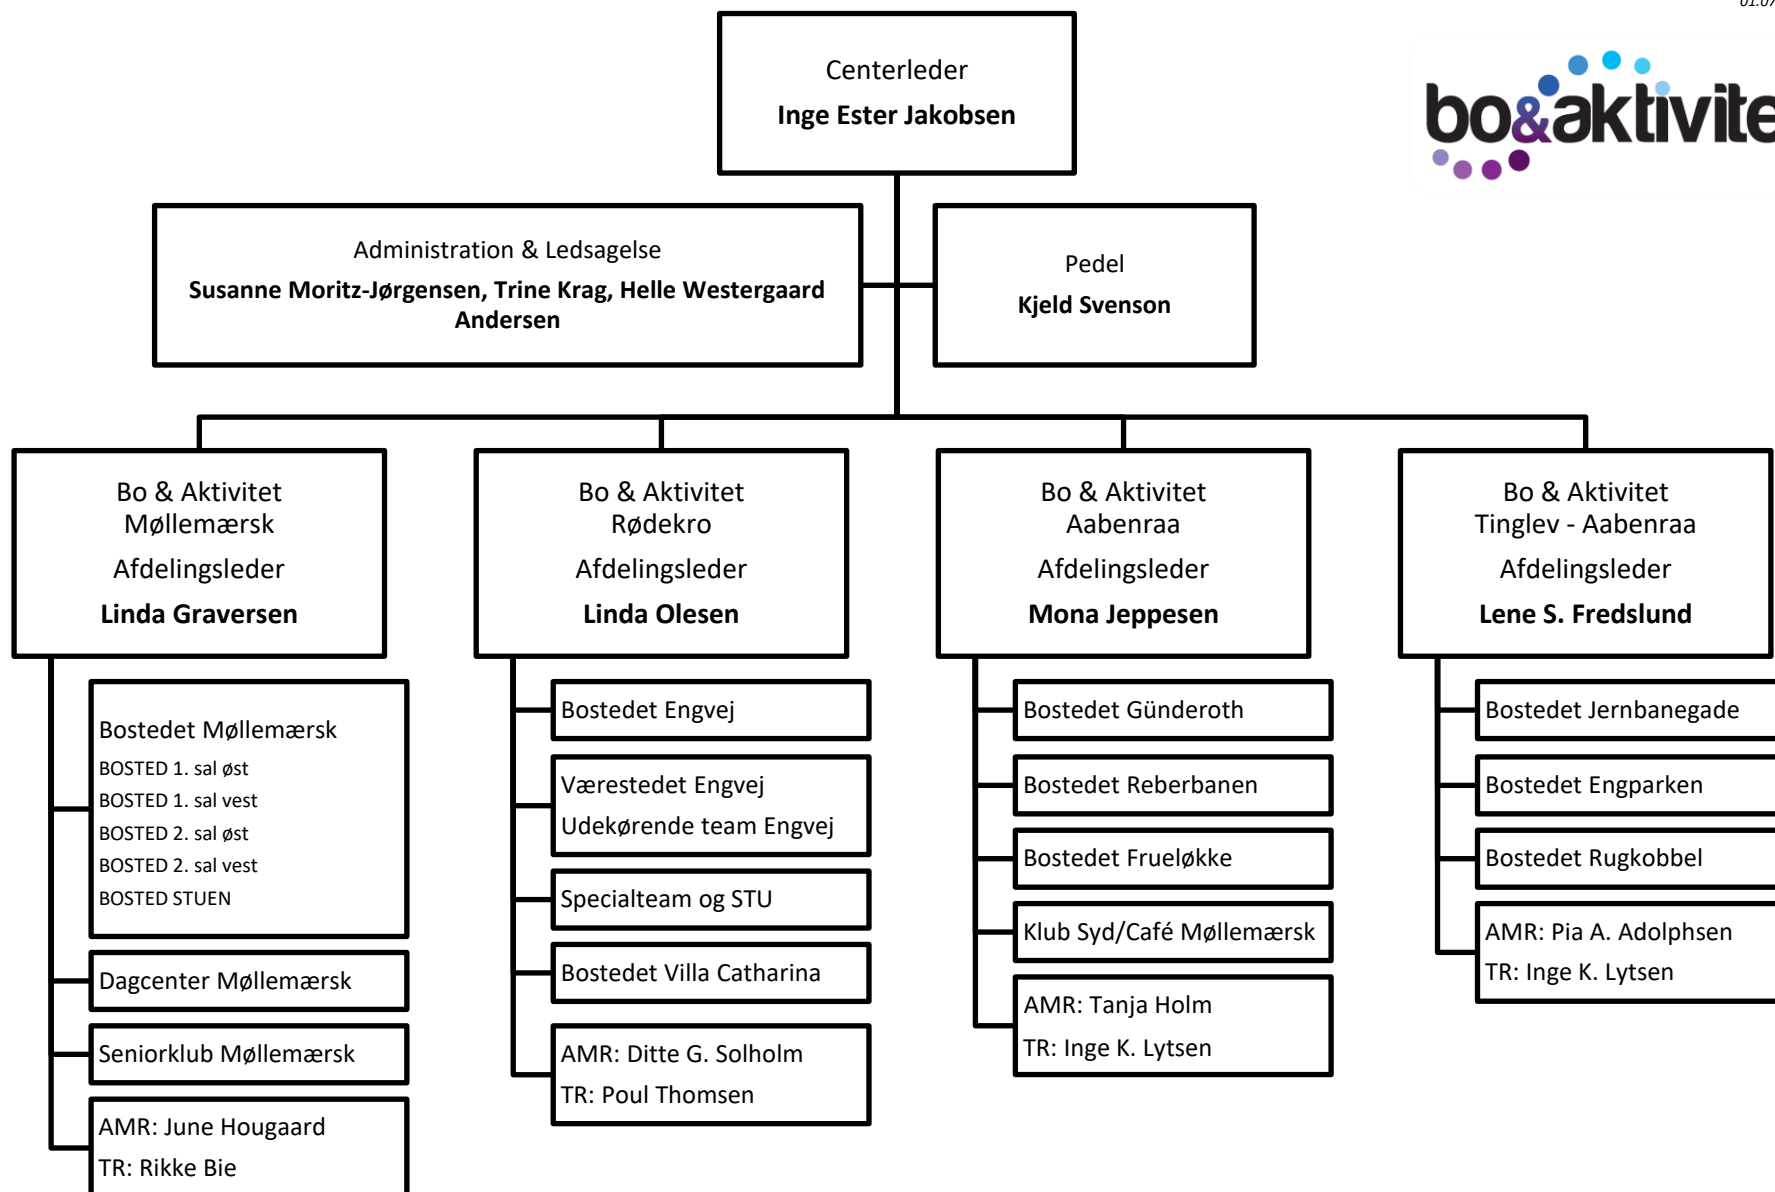 Centerleder
Inge Ester Jakobsen
bo&aktivite
Administration & Ledsagelse
Susanne Moritz-Jørgensen, Trine Krag, Helle Westergaard
Andersen
Pedel
Kjeld Svenson
Bo & Aktivitet
Møllemærsk
Afdelingsleder
Linda Graversen
Bostedet Møllemærsk
BOSTED 1. sal øst
BOSTED 1. sal vest
BOSTED 2. sal øst
BOSTED 2. sal vest
BOSTED STUEN
Dagcenter Møllemærsk
Seniorklub Møllemærsk
AMR: June Hougaard
TR: Rikke Bie
Bo & Aktivitet
Rødekro
Afdelingsleder
Linda Olesen
Bostedet Engvej
Værestedet Engvej
Udekørende team Engvej
Specialteam og STU
Bostedet Villa Catharina
AMR: Ditte G. Solholm
TR: Poul Thomsen
Bo & Aktivitet
Aabenraa
Afdelingsleder
Mona Jeppesen
Bostedet Günderoth
Bostedet Reberbanen
Bostedet Frueløkke
Klub Syd/Café Møllemærsk
AMR: Tanja Holm
TR: Inge K. Lytsen
Bo & Aktivitet
Tinglev - Aabenraa
Afdelingsleder
Lene S. Fredslund
Bostedet Jernbanegade
Bostedet Engparken
Bostedet Rugkobbel
AMR: Pia A. Adolphsen
TR: Inge K. Lytsen